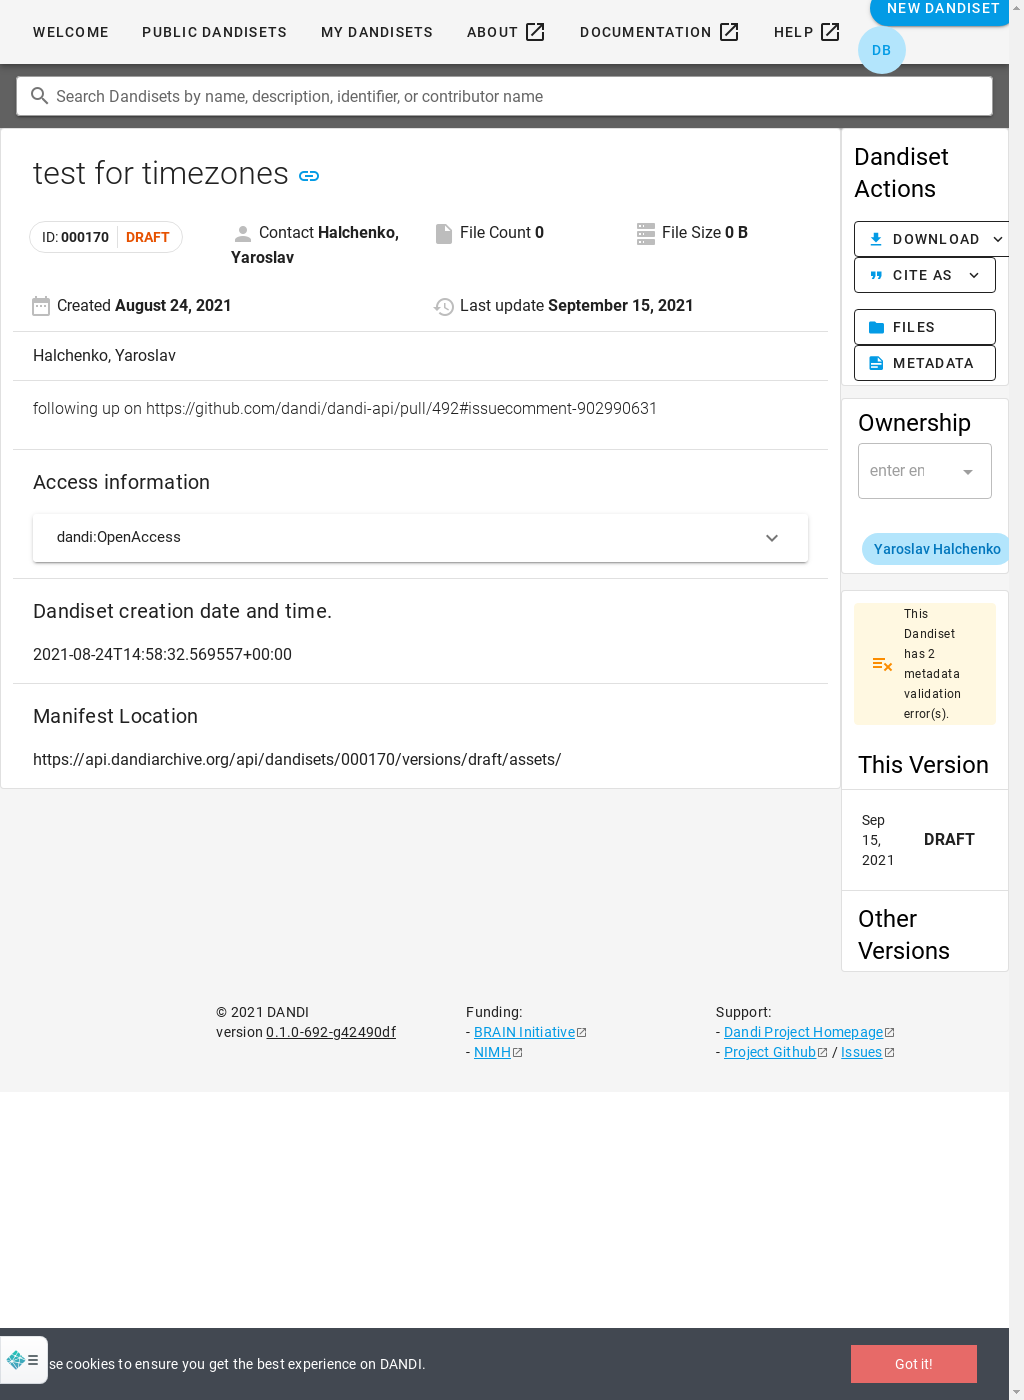 WELCOME PUBLIC DANDISETS MY DANDISETS ABOUT DOCUMENTATION HELP NEW DANDISET
DB
Search Dandisets by name, description, identifier, or contributor name
test for timezones
ID: 000170 DRAFT
Contact Halchenko, Yaroslav
File Count 0
File Size 0 B
Created August 24, 2021
Last update September 15, 2021
Halchenko, Yaroslav
following up on https://github.com/dandi/dandi-api/pull/492#issuecomment-902990631
Access information
dandi:OpenAccess
Dandiset creation date and time.
2021-08-24T14:58:32.569557+00:00
Manifest Location
https://api.dandiarchive.org/api/dandisets/000170/versions/draft/assets/
Dandiset
Actions
DOWNLOAD
CITE AS
FILES
METADATA
Ownership
enter en
Yaroslav Halchenko
This
Dandiset
has 2
metadata
validation
error(s).
This Version
Sep
15,
2021
DRAFT
Other
Versions
© 2021 DANDI
version 0.1.0-692-g42490df
Funding:
- BRAIN Initiative
- NIMH
Support:
- Dandi Project Homepage
- Project Github / Issues
se cookies to ensure you get the best experience on DANDI.
Got it!